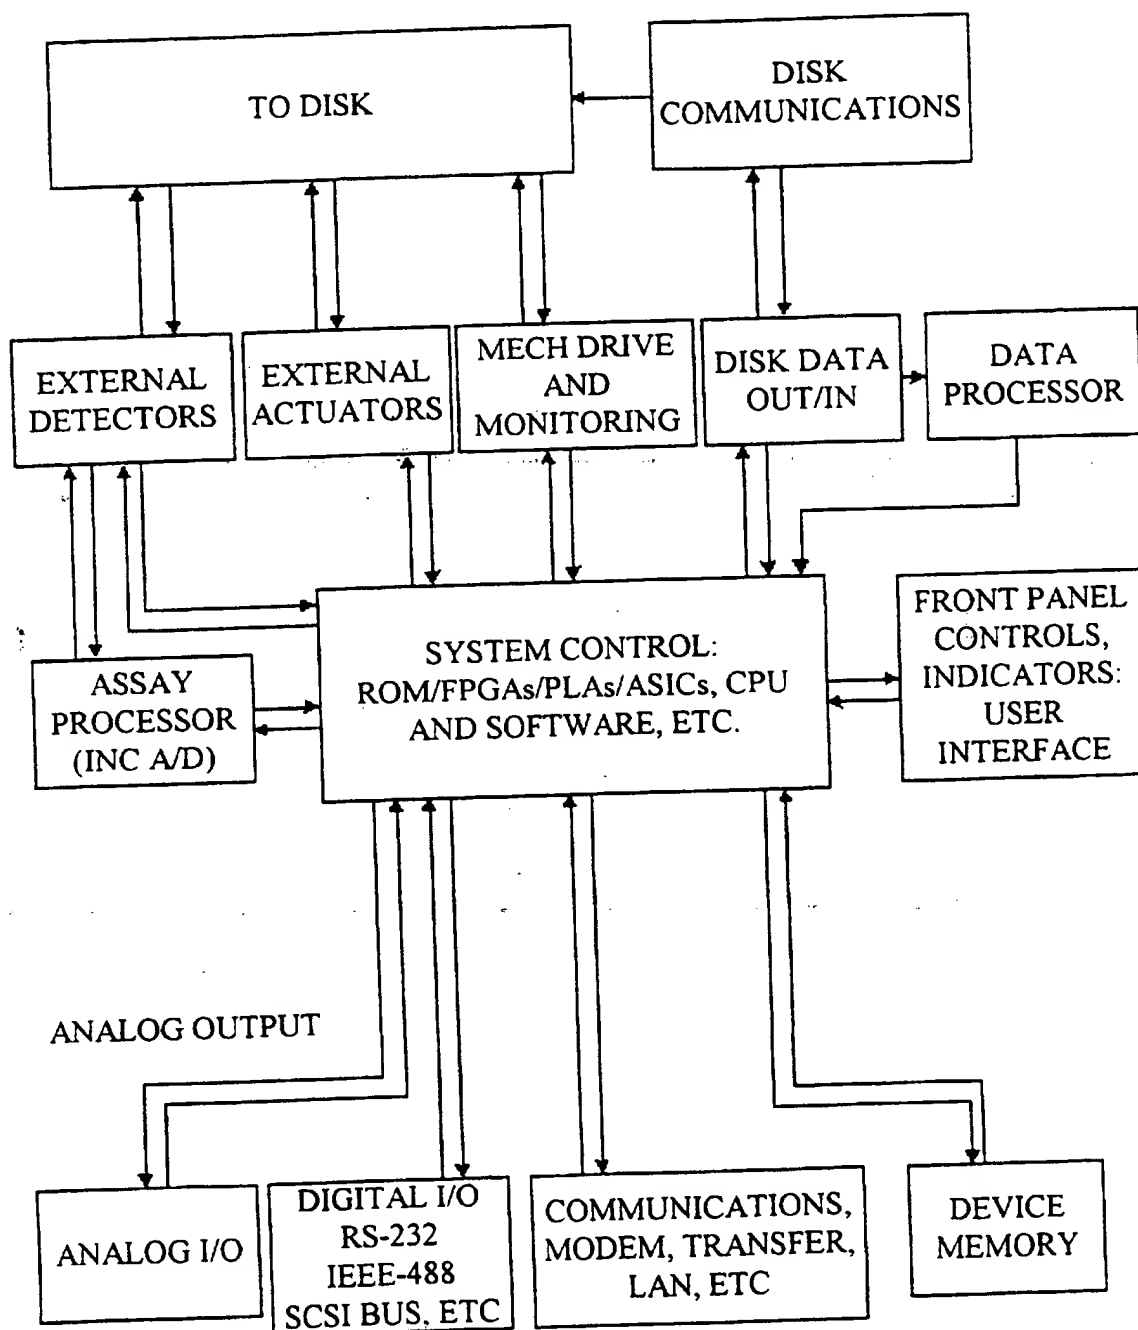 TO DISK
DISK
COMMUNICATIONS
EXTERNAL
DETECTORS
EXTERNAL
ACTUATORS
MECH DRIVE
AND
MONITORING
DISK DATA
OUT/IN
DATA
PROCESSOR
ASSAY
PROCESSOR
(INC A/D)
SYSTEM CONTROL:
ROM/FPGAs/PLAs/ASICs, CPU
AND SOFTWARE, ETC.
FRONT PANEL
CONTROLS,
INDICATORS:
USER
INTERFACE
ANALOG OUTPUT
ANALOG I/O
DIGITAL I/O
RS-232
IEEE-488
SCSI BUS, ETC
COMMUNICATIONS,
MODEM, TRANSFER,
LAN, ETC
DEVICE
MEMORY